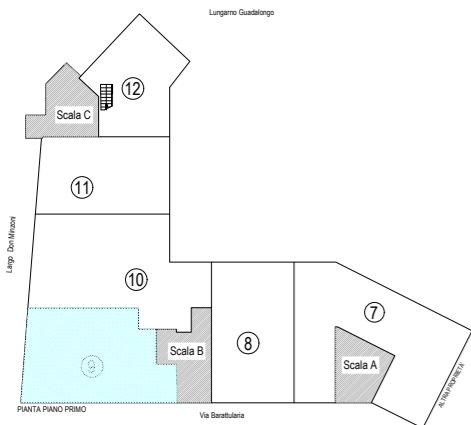 Lungarno Guadalongo
12
Scala C
11
Largo Don Minzoni
10
7
8
Scala B
9
Scala A
ALTRA PROPRIETÀ
PIANTA PIANO PRIMO
Via Barattularia